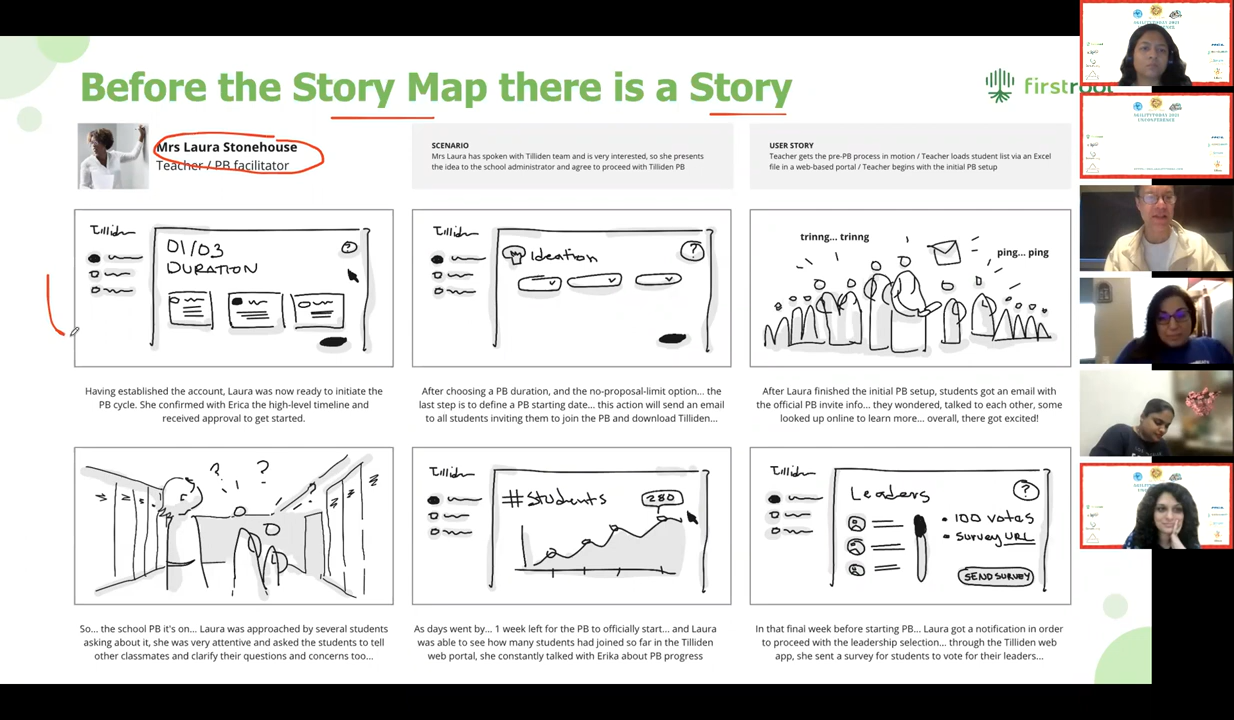 Before the Story Map there is a Story
firstroot
Mrs Laura Stonehouse
Teacher / PB facilitator
SCENARIO
Mrs Laura has spoken with Tilliden team and is very interested, so she presents
the idea to the school administrator and agree to proceed with Tilliden PB
USER STORY
Teacher gets the pre-PB process in motion / Teacher loads student list via an Excel
file in a web-based portal / Teacher begins with the initial PB setup
Tilliden
01/03
DURATION
?
Tilliden
Ideation
?
trinng... trinng
ping... ping
Having established the account, Laura was now ready to initiate the
PB cycle. She confirmed with Erica the high-level timeline and
received approval to get started.
After choosing a PB duration, and the no-proposal-limit option... the
last step is to define a PB starting date... this action will send an email
to all students inviting them to join the PB and download Tilliden...
After Laura finished the initial PB setup, students got an email with
the official PB invite info... they wondered, talked to each other, some
looked up online to learn more... overall, there got excited!
? ?
Tilliden
#Students
280
Tilliden
Leaders
?
• 100 votes
• Survey URL
SEND SURVEY
So... the school PB it's on... Laura was approached by several students
asking about it, she was very attentive and asked the students to tell
other classmates and clarify their questions and concerns too...
As days went by... 1 week left for the PB to officially start... and Laura
was able to see how many students had joined so far in the Tilliden
web portal, she constantly talked with Erika about PB progress
In that final week before starting PB... Laura got a notification in order
to proceed with the leadership selection... through the Tilliden web
app, she sent a survey for students to vote for their leaders...